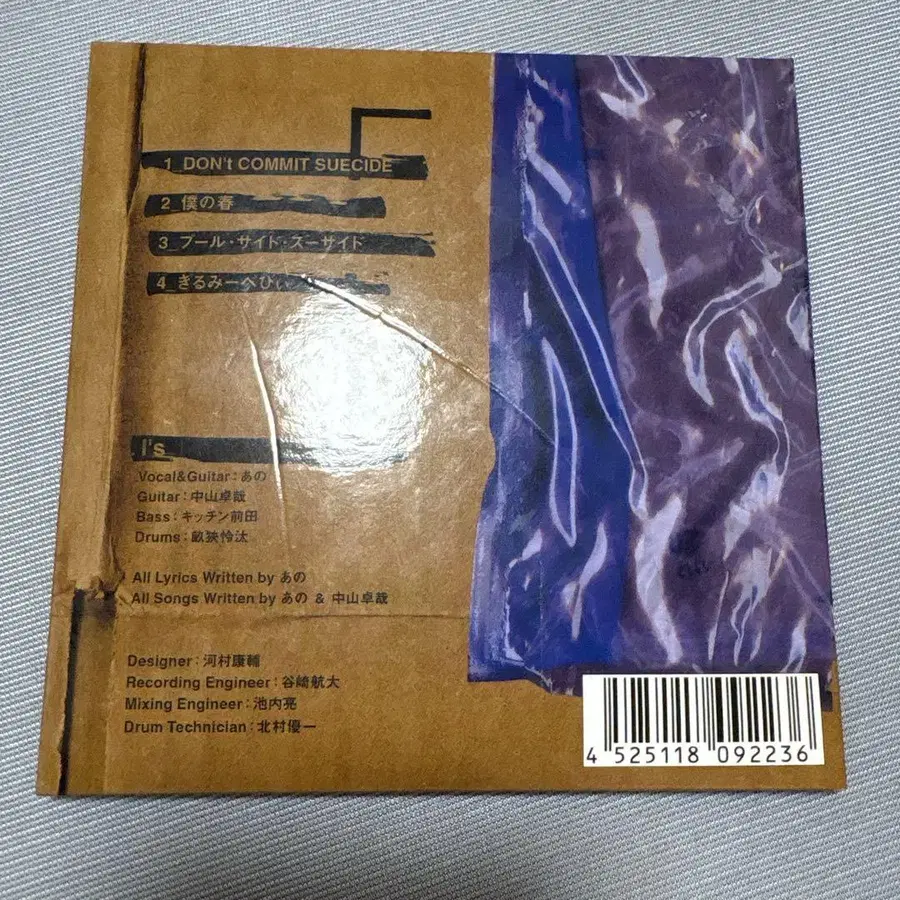 1_DON't COMMIT SUECIDE
2_僕の春
3_プール・サイド・スーサイド
4_ぎるみーへぴぃ
I's
Vocal&Guitar：あの
Guitar：中山卓哉
Bass：キッチン前田
Drums：畝狭怜汰
All Lyrics Written by あの
All Songs Written by あの & 中山卓哉
Designer：河村康輔
Recording Engineer：谷崎航大
Mixing Engineer：池内亮
Drum Technician：北村優一
4 525118 092236